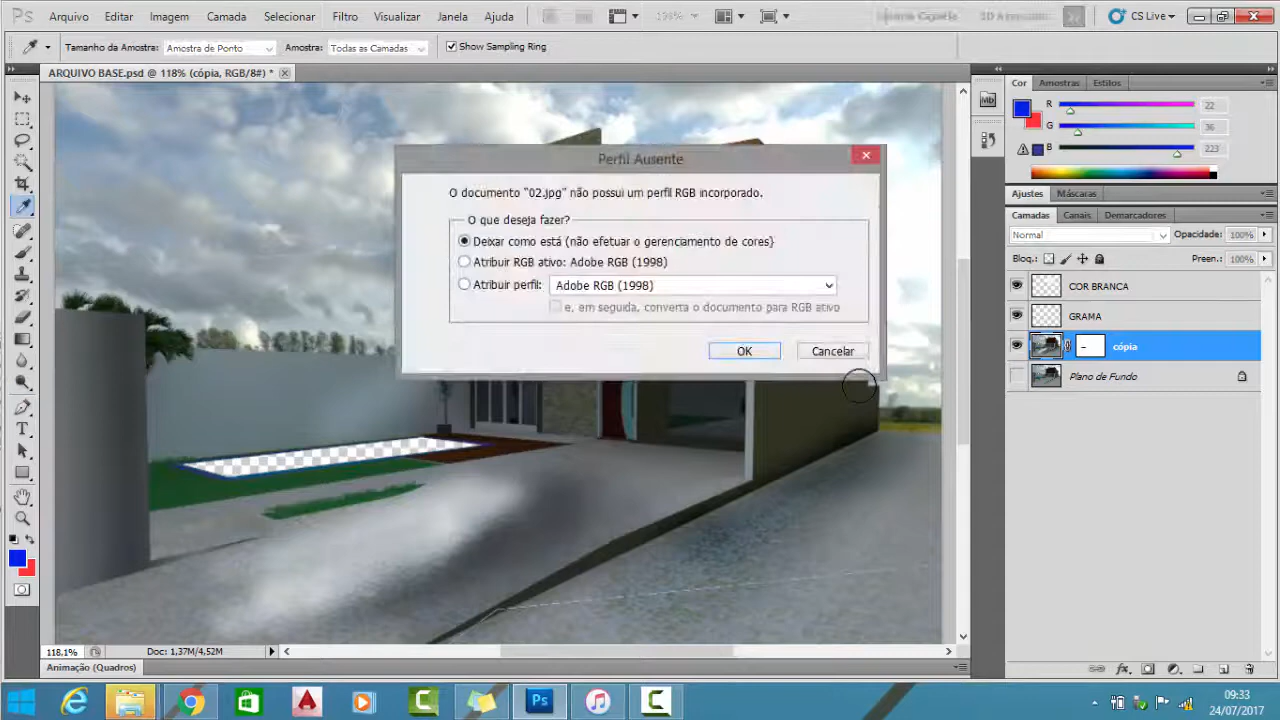 Ps Arquivo Editar Imagem Camada Selecionar Filtro Visualizar Janela Ajuda CS Live
Tamanho da Amostra: Amostra de Ponto Amostra: Todas as Camadas Show Sampling Ring
ARQUIVO BASE.psd @ 118% (cópia, RGB/8#) *
Perfil Ausente
O documento "02.jpg" não possui um perfil RGB incorporado.
O que deseja fazer?
Deixar como está (não efetuar o gerenciamento de cores)
Atribuir RGB ativo: Adobe RGB (1998)
Atribuir perfil: Adobe RGB (1998)
e, em seguida, converta o documento para RGB ativo
OK Cancelar
Mb
Cor Amostras Estilos
R 22
G 36
B 223
Ajustes Máscaras
Camadas Canais Demarcadores
Normal Opacidade: 100%
Bloq.: Preen.: 100%
COR BRANCA
GRAMA
cópia
Plano de Fundo
118,1% Doc: 1,37M/4,52M
Animação (Quadros)
Ps
09:33
24/07/2017